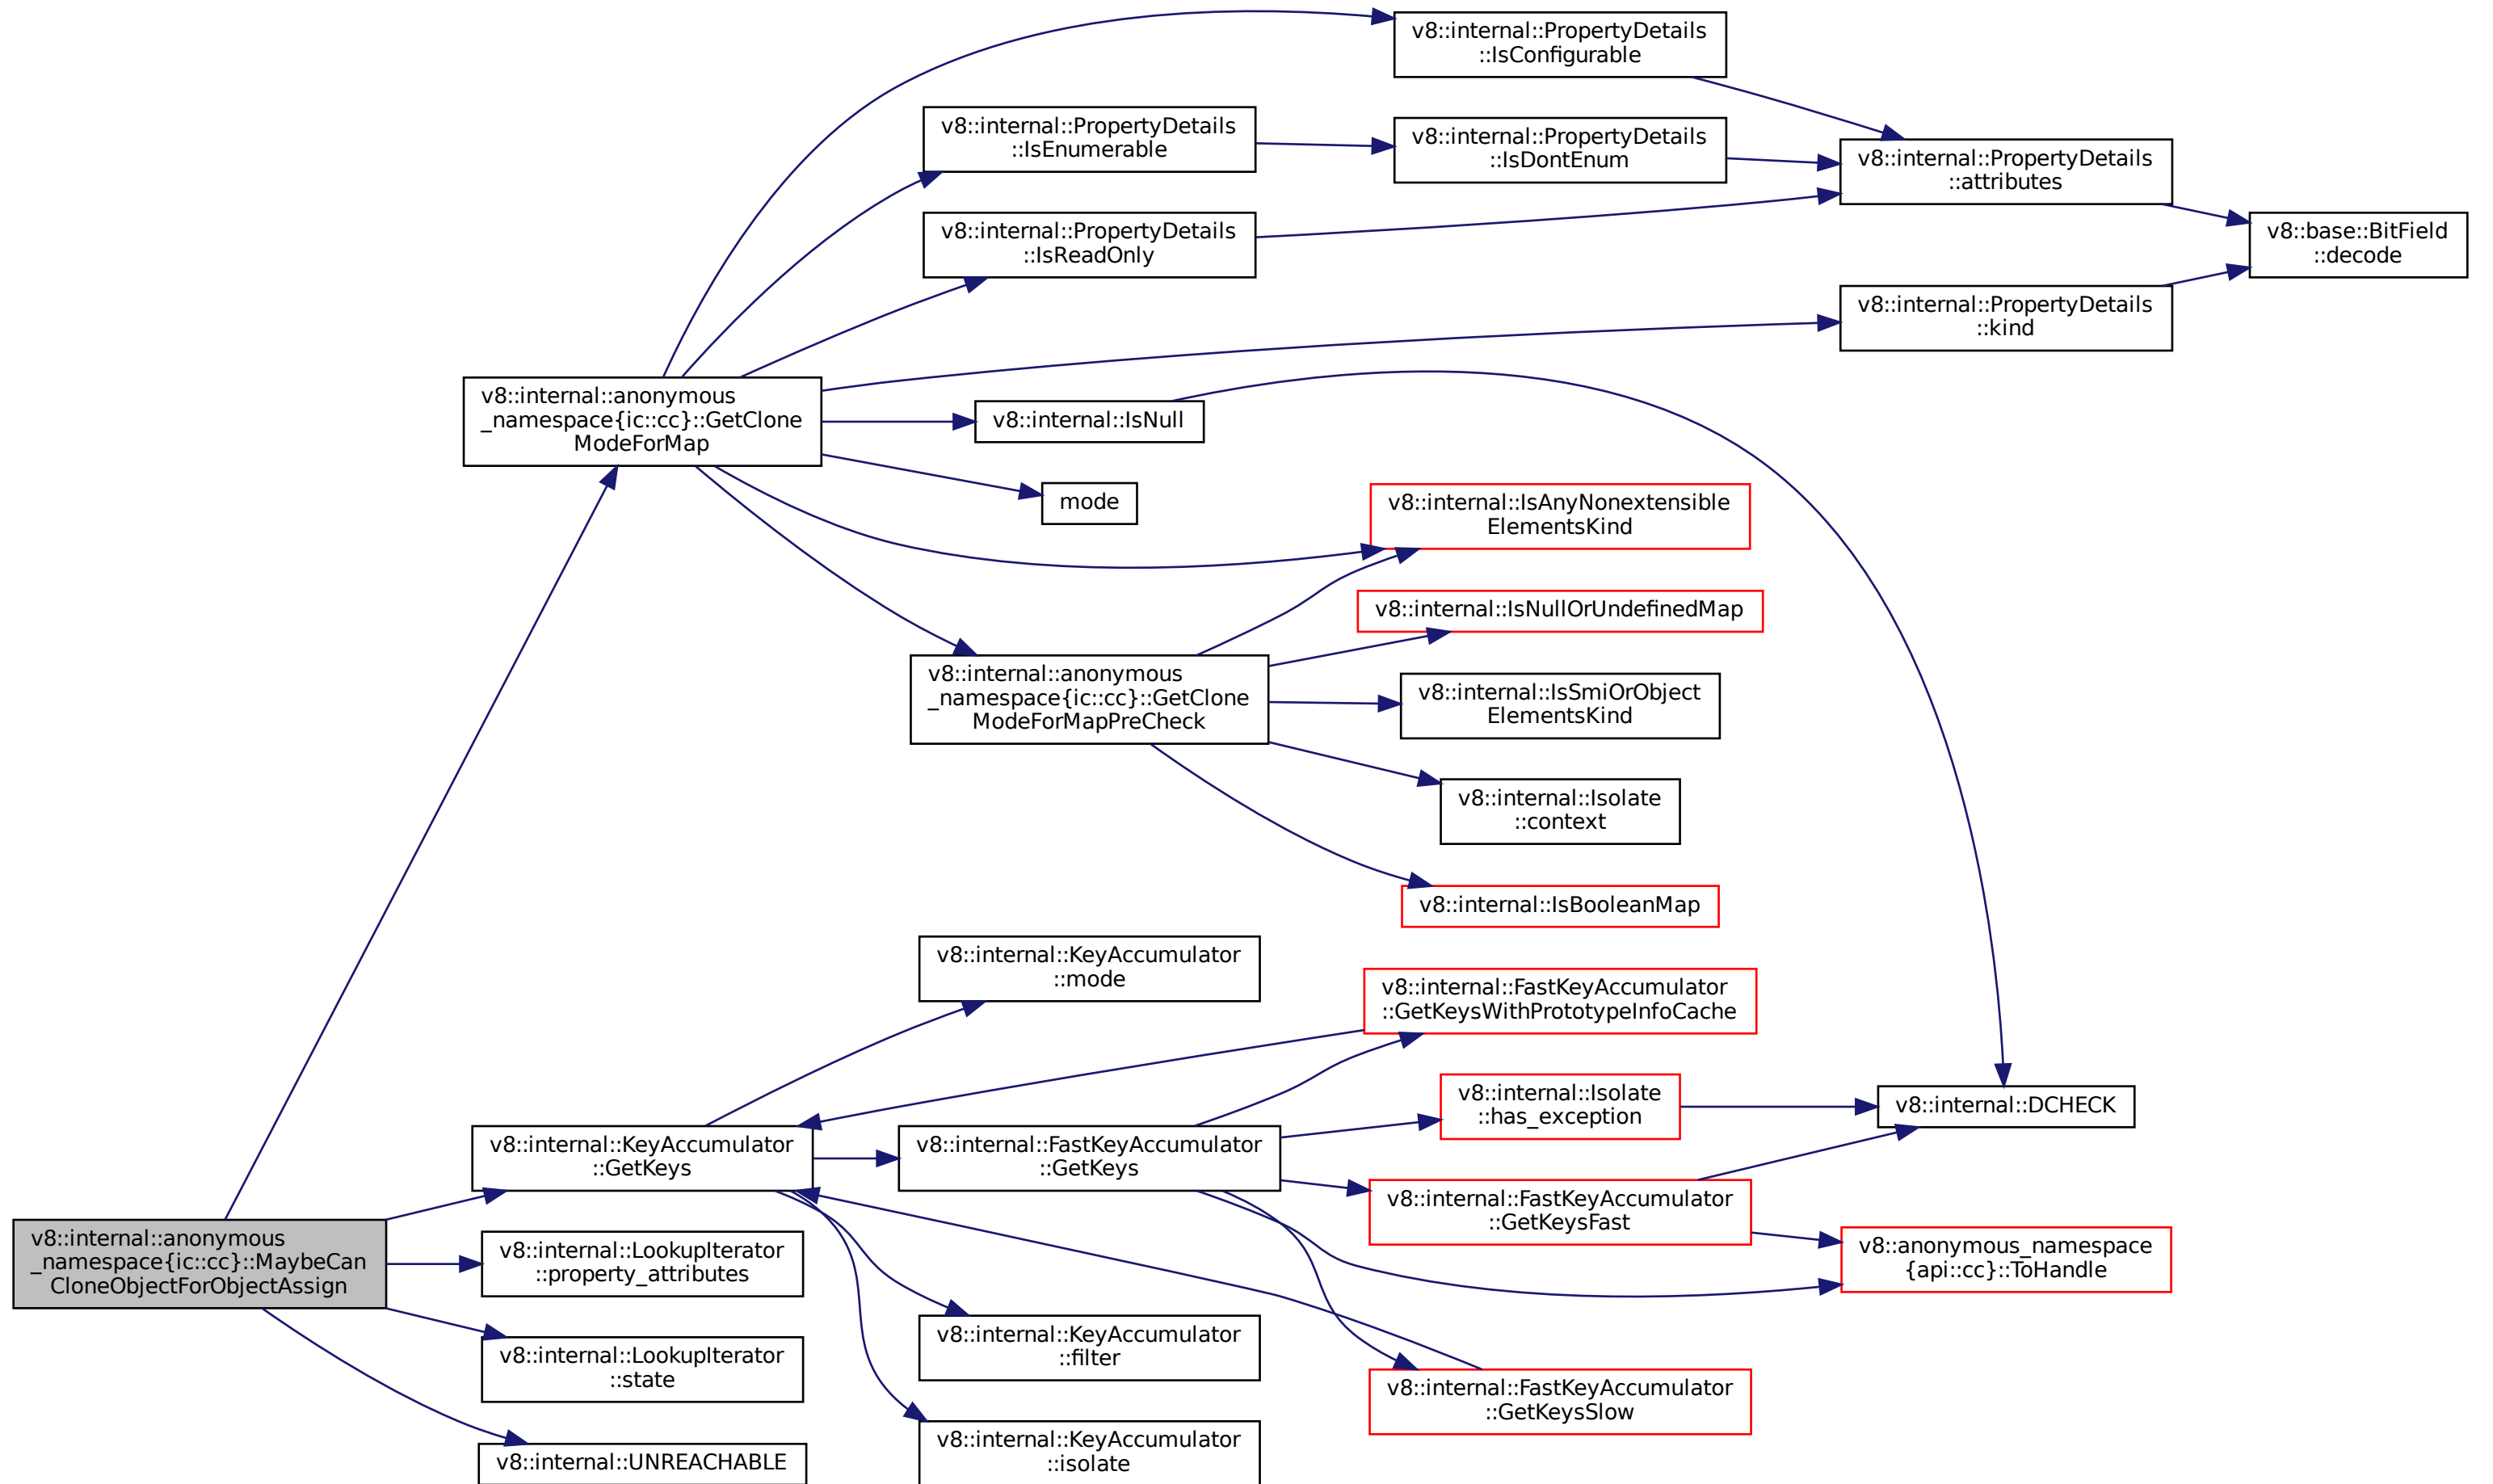 v8::internal::PropertyDetails
::IsConfigurable
v8::internal::PropertyDetails
::IsEnumerable
v8::internal::PropertyDetails
::IsDontEnum
v8::internal::PropertyDetails
::attributes
v8::internal::PropertyDetails
::IsReadOnly
v8::base::BitField
::decode
v8::internal::PropertyDetails
::kind
v8::internal::anonymous
_namespace{ic::cc}::GetClone
ModeForMap
v8::internal::IsNull
mode
v8::internal::IsAnyNonextensible
ElementsKind
v8::internal::IsNullOrUndefinedMap
v8::internal::anonymous
_namespace{ic::cc}::GetClone
ModeForMapPreCheck
v8::internal::IsSmiOrObject
ElementsKind
v8::internal::Isolate
::context
v8::internal::IsBooleanMap
v8::internal::KeyAccumulator
::mode
v8::internal::FastKeyAccumulator
::GetKeysWithPrototypeInfoCache
v8::internal::Isolate
::has_exception
v8::internal::DCHECK
v8::internal::KeyAccumulator
::GetKeys
v8::internal::FastKeyAccumulator
::GetKeys
v8::internal::FastKeyAccumulator
::GetKeysFast
v8::anonymous_namespace
{api::cc}::ToHandle
v8::internal::anonymous
_namespace{ic::cc}::MaybeCan
CloneObjectForObjectAssign
v8::internal::LookupIterator
::property_attributes
v8::internal::KeyAccumulator
::filter
v8::internal::LookupIterator
::state
v8::internal::FastKeyAccumulator
::GetKeysSlow
v8::internal::UNREACHABLE
v8::internal::KeyAccumulator
::isolate